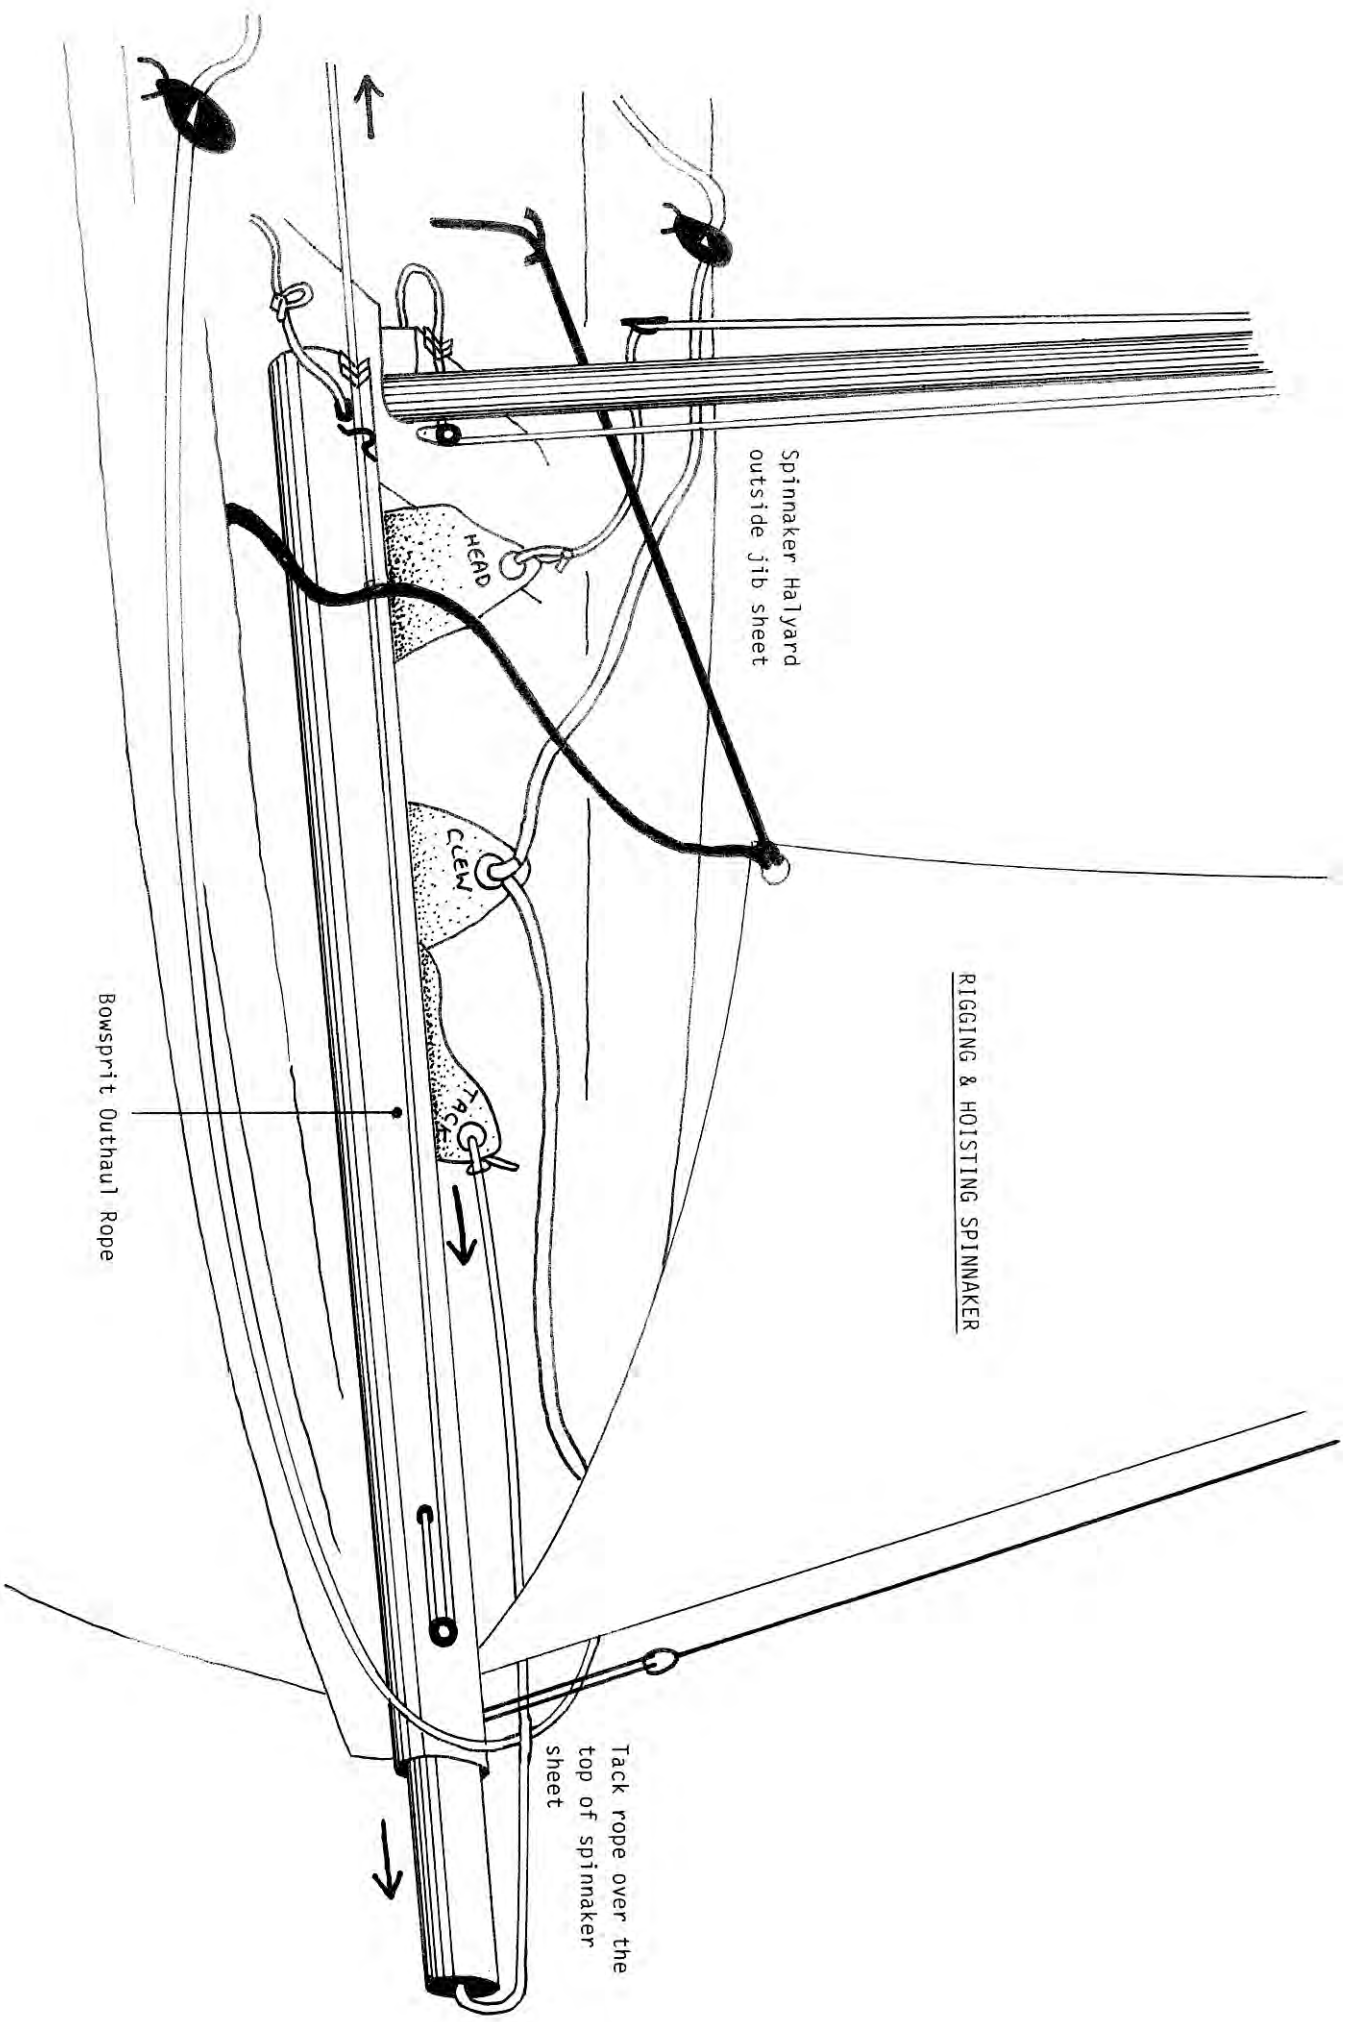 RIGGING & HOISTING SPINNAKER
Spinnaker Halyard
outside jib sheet
HEAD
CLEW
TACK
Tack rope over the
top of spinnaker
sheet
Bowsprit Outhaul Rope